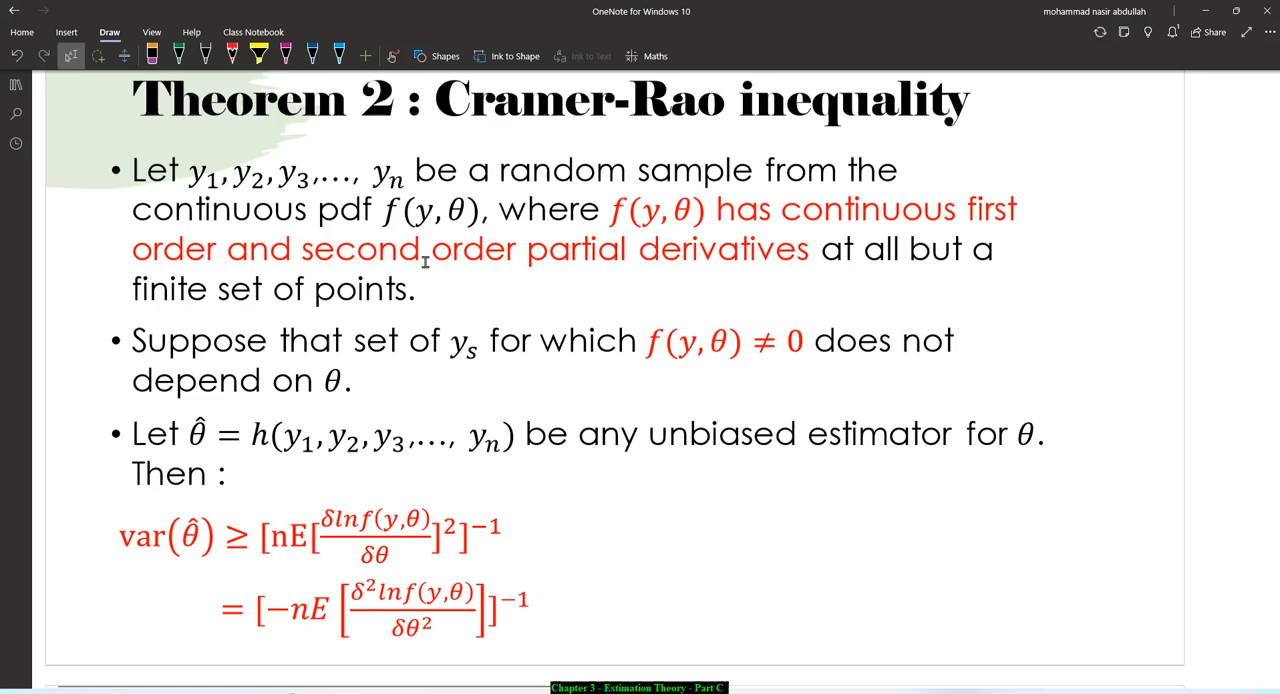 OneNote for Windows 10
mohammad nasir abdullah
Home Insert Draw View Help Class Notebook
Share
Shapes Ink to Shape Ink to Text Maths
Theorem 2 : Cramer-Rao inequality
• Let y₁, y₂, y₃,…, yₙ be a random sample from the
continuous pdf f(y, θ), where f(y, θ) has continuous first
order and second order partial derivatives at all but a
finite set of points.
• Suppose that set of yₛ for which f(y, θ) ≠ 0 does not
depend on θ.
• Let θ̂ = h(y₁, y₂, y₃,…, yₙ) be any unbiased estimator for θ.
Then :
var(θ̂) ≥ [nE[δlnf(y,θ)/δθ]²]⁻¹
= [−nE [δ²lnf(y,θ)/δθ²]]⁻¹
Chapter 3 - Estimation Theory - Part C